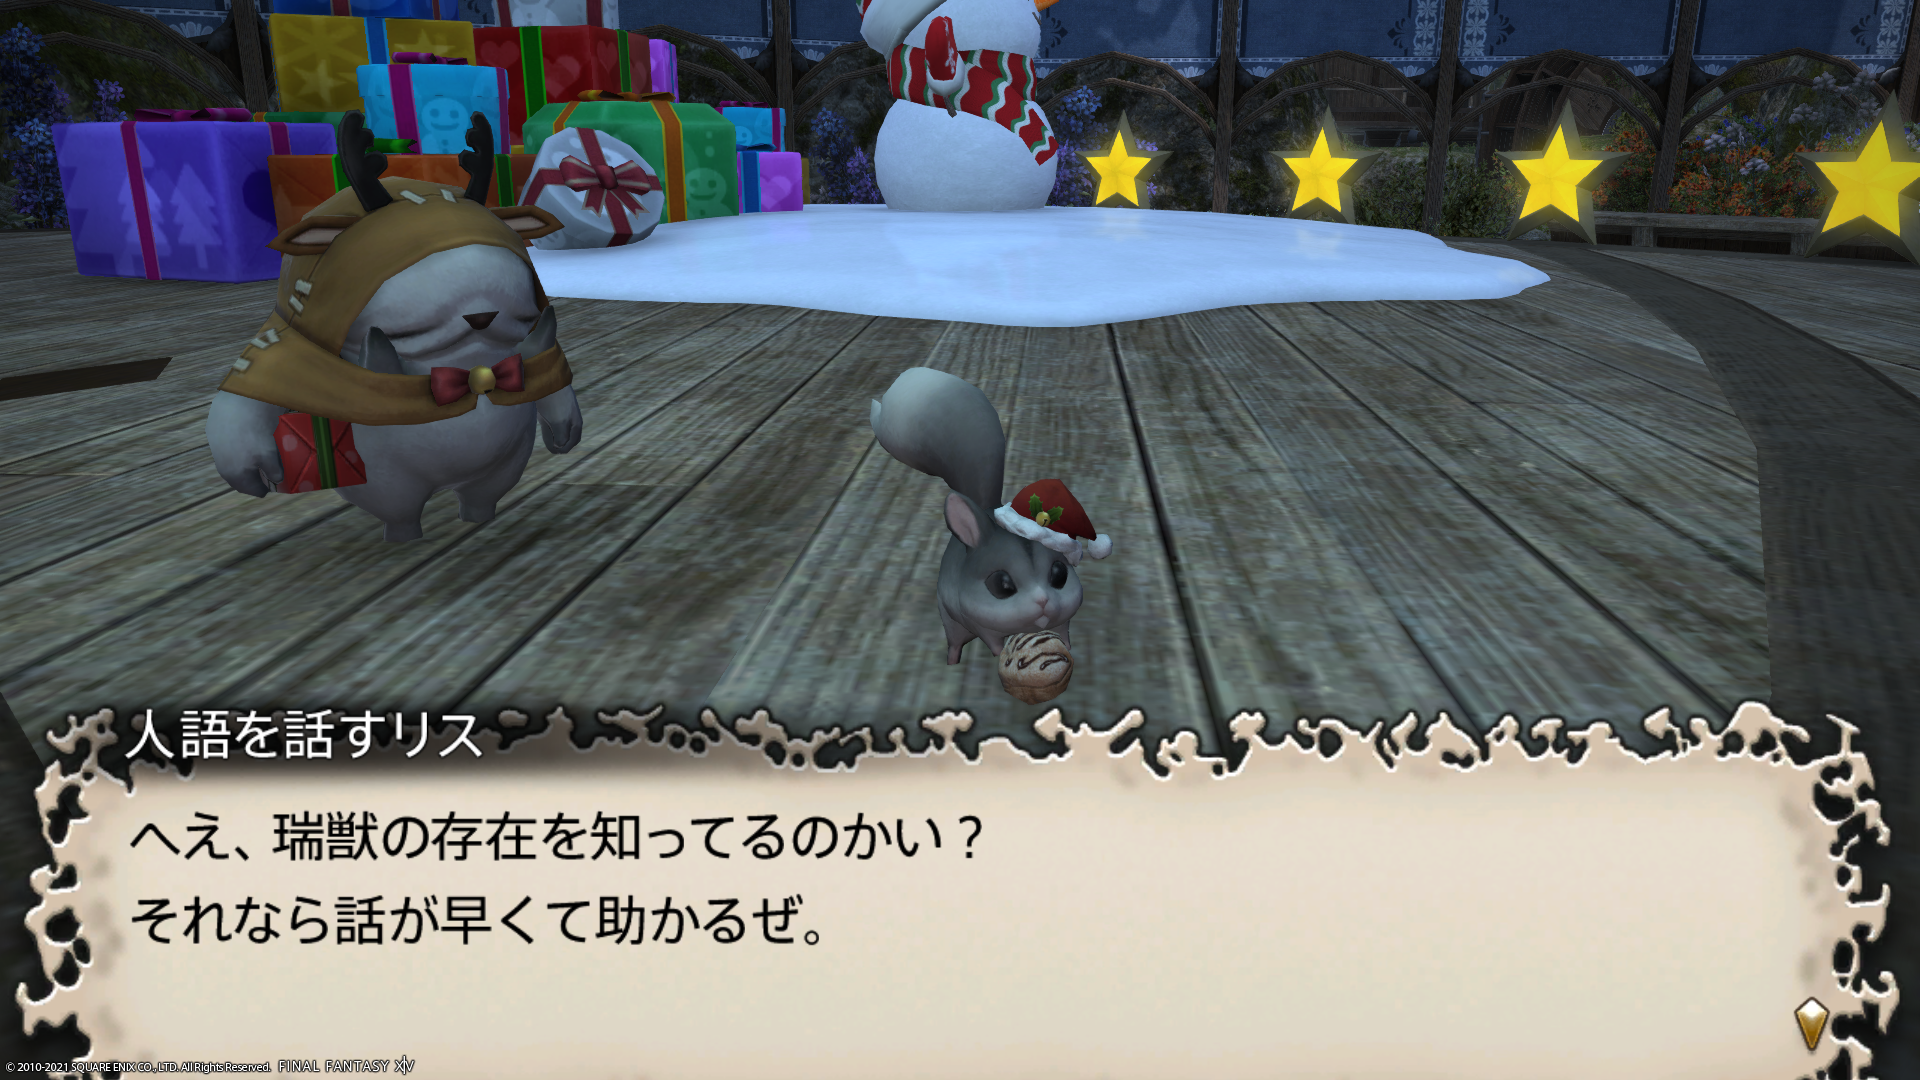 人語を話すリス
へえ、瑞獣の存在を知ってるのかい？
それなら話が早くて助かるぜ。
© 2010-2021 SQUARE ENIX CO., LTD. All Rights Reserved. FINAL FANTASY XIV